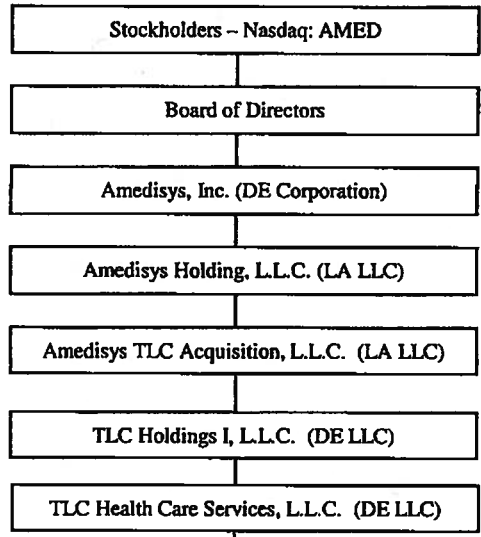 Stockholders – Nasdaq: AMED
Board of Directors
Amedisys, Inc. (DE Corporation)
Amedisys Holding, L.L.C. (LA LLC)
Amedisys TLC Acquisition, L.L.C. (LA LLC)
TLC Holdings I, L.L.C. (DE LLC)
TLC Health Care Services, L.L.C. (DE LLC)